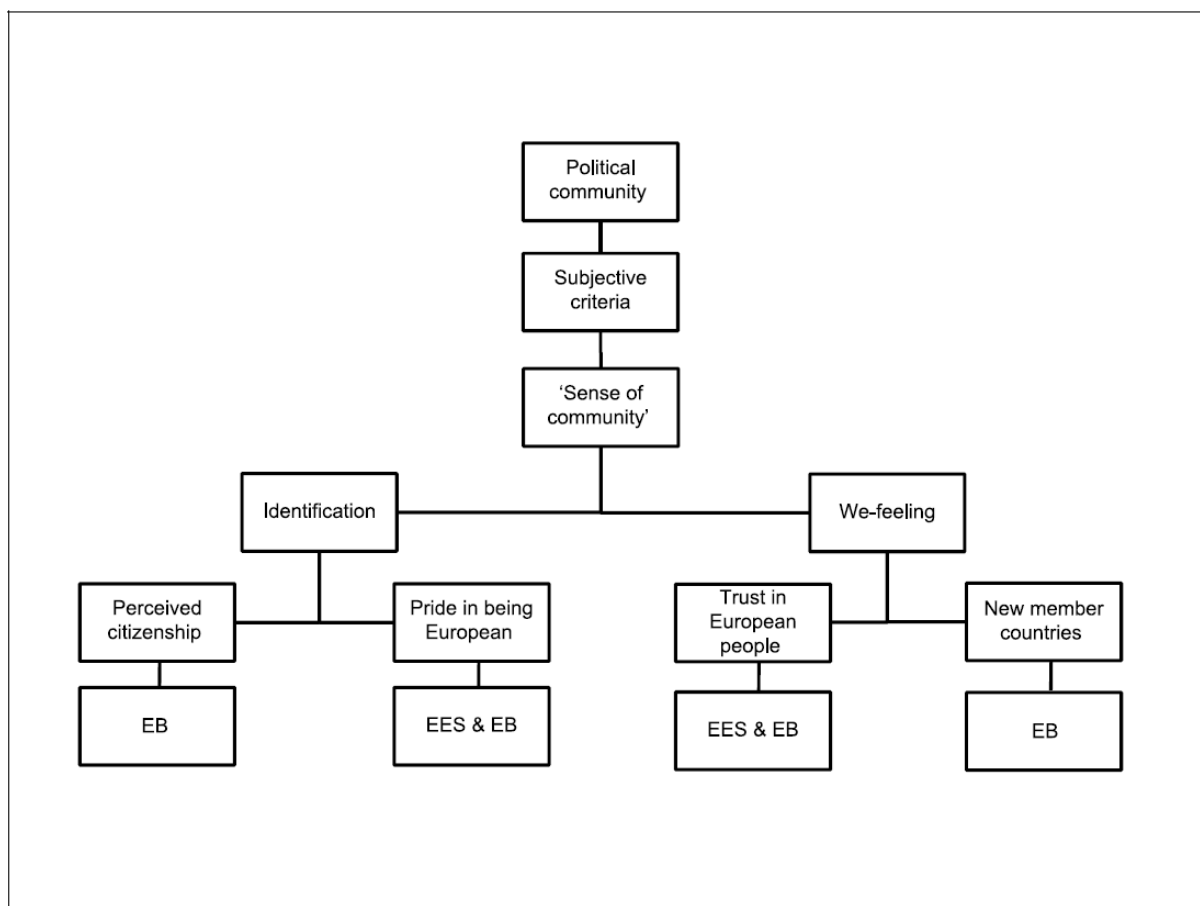 Political
community
Subjective
criteria
‘Sense of
community’
Identification
We-feeling
Perceived
citizenship
Pride in being
European
Trust in
European
people
New member
countries
EB
EES & EB
EES & EB
EB